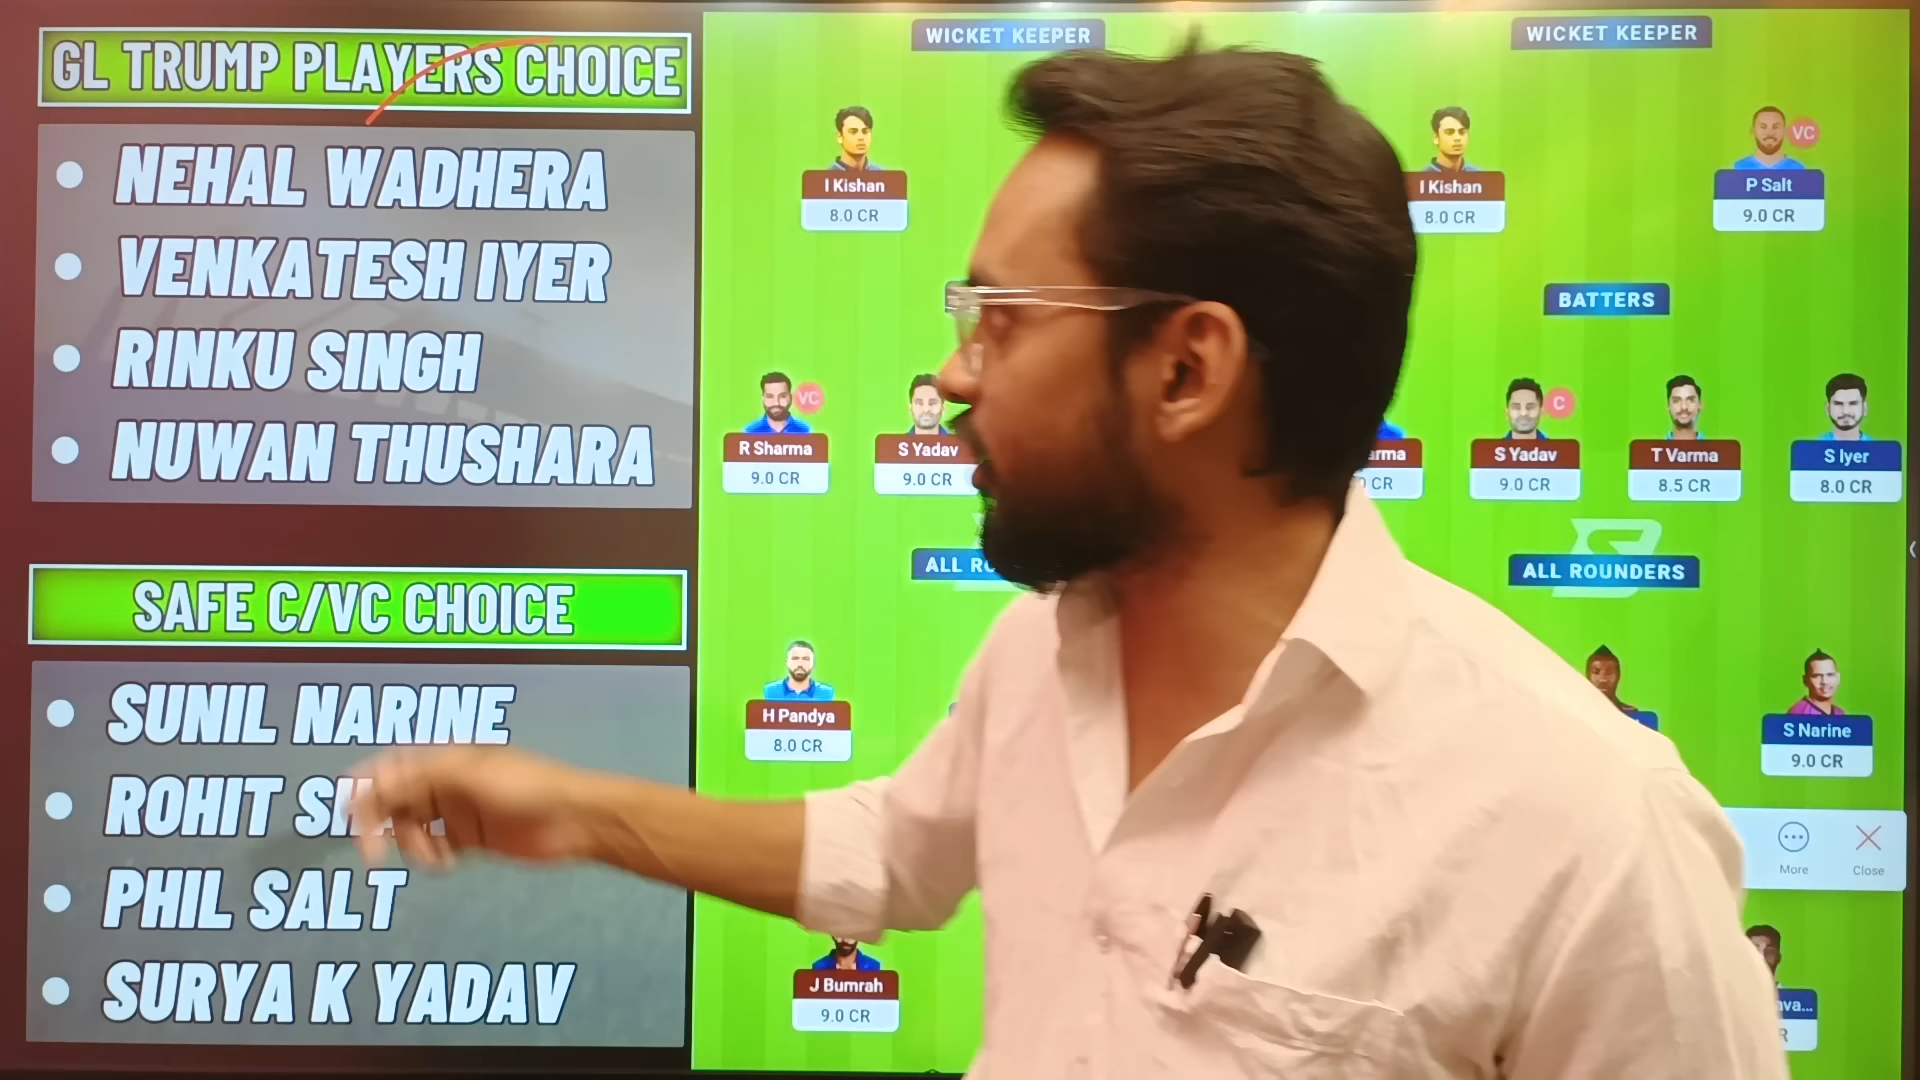 GL TRUMP PLAYERS CHOICE
NEHAL WADHERA
VENKATESH IYER
RINKU SINGH
NUWAN THUSHARA
SAFE C/VC CHOICE
SUNIL NARINE
ROHIT
PHIL SALT
SURYA K YADAV
WICKET KEEPER
I Kishan
8.0 CR
VC
R Sharma
9.0 CR
S Yadav
9.0 CR
ALL
H Pandya
8.0 CR
J Bumrah
9.0 CR
WICKET KEEPER
I Kishan
8.0 CR
VC
P Salt
9.0 CR
BATTERS
C
S Yadav
9.0 CR
T Varma
8.5 CR
S Iyer
8.0 CR
ALL ROUNDERS
S Narine
9.0 CR
More
Close